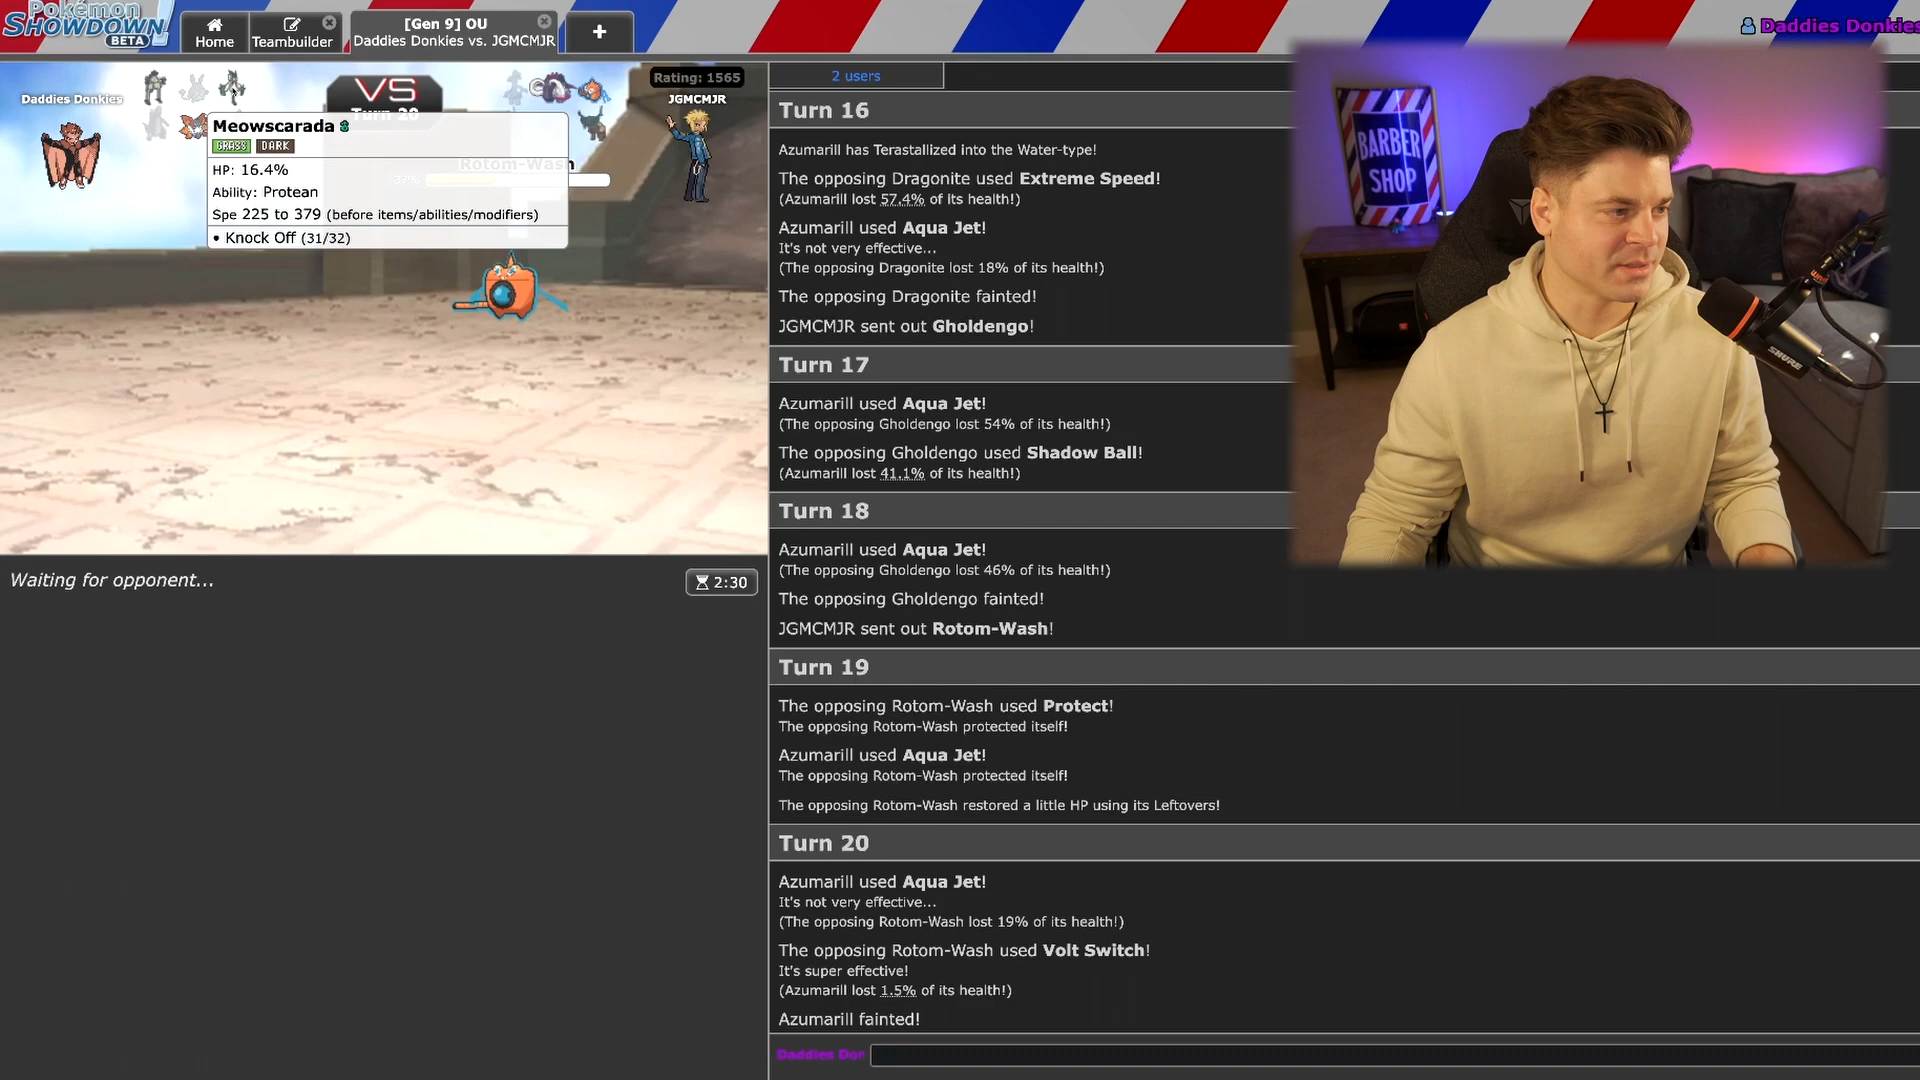 Pokémon
SHOWDOWN!
BETA
Home
Teambuilder
[Gen 9] OU
Daddies Donkies vs. JGMCMJR
+
Daddies Donkies
Daddies Donkies
VS
Turn 20
Rating: 1565
JGMCMJR
Meowscarada
GRASS DARK
HP: 16.4%
Ability: Protean
Spe 225 to 379 (before items/abilities/modifiers)
• Knock Off (31/32)
Rotom-Wash
Waiting for opponent...
2:30
2 users
Turn 16
Azumarill has Terastallized into the Water-type!
The opposing Dragonite used Extreme Speed!
(Azumarill lost 57.4% of its health!)
Azumarill used Aqua Jet!
It's not very effective...
(The opposing Dragonite lost 18% of its health!)
The opposing Dragonite fainted!
JGMCMJR sent out Gholdengo!
Turn 17
Azumarill used Aqua Jet!
(The opposing Gholdengo lost 54% of its health!)
The opposing Gholdengo used Shadow Ball!
(Azumarill lost 41.1% of its health!)
Turn 18
Azumarill used Aqua Jet!
(The opposing Gholdengo lost 46% of its health!)
The opposing Gholdengo fainted!
JGMCMJR sent out Rotom-Wash!
Turn 19
The opposing Rotom-Wash used Protect!
The opposing Rotom-Wash protected itself!
Azumarill used Aqua Jet!
The opposing Rotom-Wash protected itself!
The opposing Rotom-Wash restored a little HP using its Leftovers!
Turn 20
Azumarill used Aqua Jet!
It's not very effective...
(The opposing Rotom-Wash lost 19% of its health!)
The opposing Rotom-Wash used Volt Switch!
It's super effective!
(Azumarill lost 1.5% of its health!)
Azumarill fainted!
Daddies Don
BARBER
SHOP
SHURE